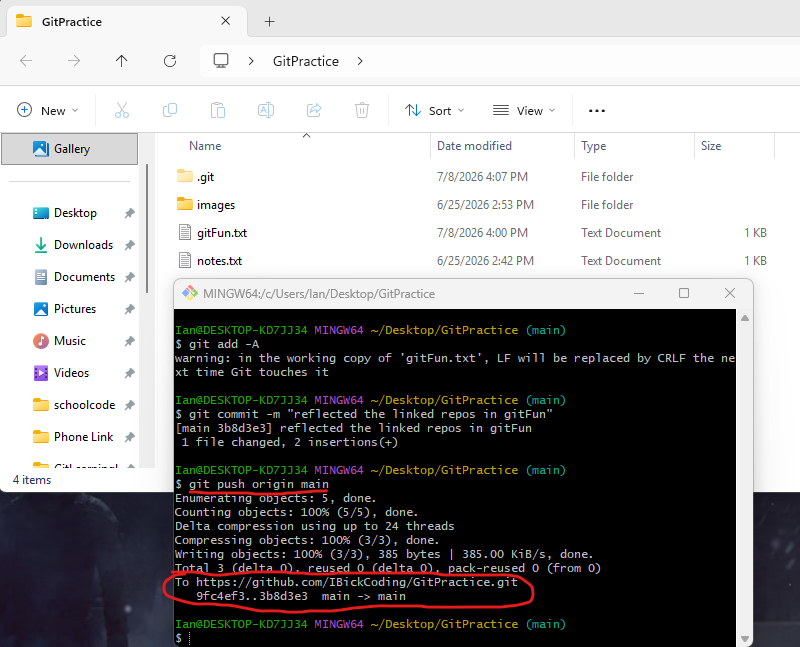 GitPractice
GitPractice
New
Sort
View
Gallery
Desktop
Downloads
Documents
Pictures
Music
Videos
schoolcode
Phone Link
4 items
Name Date modified Type Size
.git 7/8/2026 4:07 PM File folder
images 6/25/2026 2:53 PM File folder
gitFun.txt 7/8/2026 4:00 PM Text Document 1 KB
notes.txt 6/25/2026 2:42 PM Text Document 1 KB
MINGW64:/c/Users/Ian/Desktop/GitPractice
Ian@DESKTOP-KD7JJ34 MINGW64 ~/Desktop/GitPractice (main)
$ git add -A
warning: in the working copy of 'gitFun.txt', LF will be replaced by CRLF the ne
xt time Git touches it
Ian@DESKTOP-KD7JJ34 MINGW64 ~/Desktop/GitPractice (main)
$ git commit -m "reflected the linked repos in gitFun"
[main 3b8d3e3] reflected the linked repos in gitFun
1 file changed, 2 insertions(+)
Ian@DESKTOP-KD7JJ34 MINGW64 ~/Desktop/GitPractice (main)
$ git push origin main
Enumerating objects: 5, done.
Counting objects: 100% (5/5), done.
Delta compression using up to 24 threads
Compressing objects: 100% (3/3), done.
Writing objects: 100% (3/3), 385 bytes | 385.00 KiB/s, done.
Total 3 (delta 0), reused 0 (delta 0), pack-reused 0 (from 0)
To https://github.com/IBickCoding/GitPractice.git
9fc4ef3..3b8d3e3 main -> main
Ian@DESKTOP-KD7JJ34 MINGW64 ~/Desktop/GitPractice (main)
$